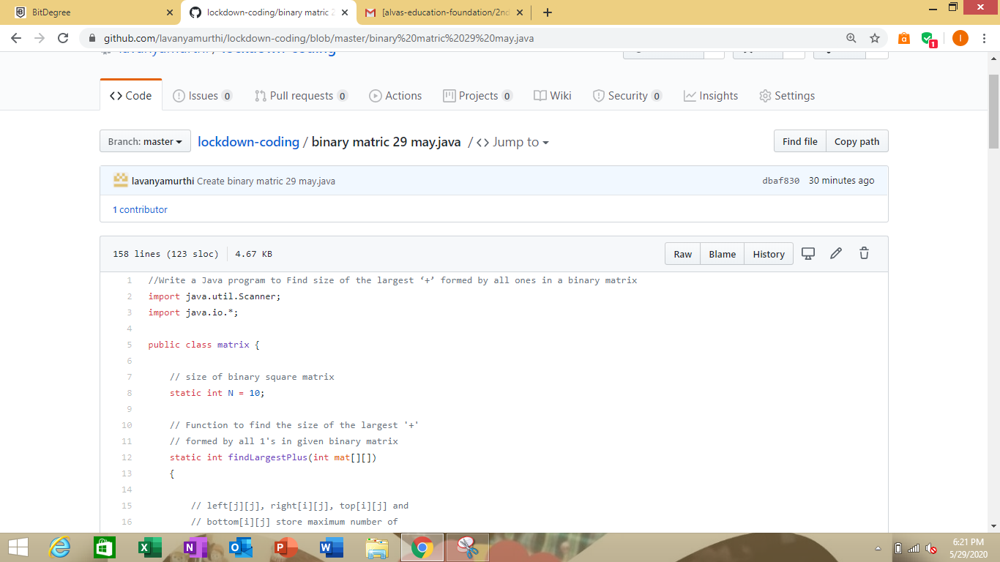 BitDegree
lockdown-coding/binary matric 2
[alvas-education-foundation/2nd
github.com/lavanyamurthi/lockdown-coding/blob/master/binary%20matric%2029%20may.java
1
I
Code
Issues 0
Pull requests 0
Actions
Projects 0
Wiki
Security 0
Insights
Settings
Branch: master
lockdown-coding / binary matric 29 may.java / <> Jump to
Find file
Copy path
lavanyamurthi Create binary matric 29 may.java
dbaf830 30 minutes ago
1 contributor
158 lines (123 sloc) 4.67 KB
Raw
Blame
History
1 //Write a Java program to Find size of the largest ‘+’ formed by all ones in a binary matrix
2 import java.util.Scanner;
3 import java.io.*;
4
5 public class matrix {
6
7 // size of binary square matrix
8 static int N = 10;
9
10 // Function to find the size of the largest '+'
11 // formed by all 1's in given binary matrix
12 static int findLargestPlus(int mat[][])
13 {
14
15 // left[j][j], right[i][j], top[i][j] and
16 // bottom[i][j] store maximum number of
6:21 PM
5/29/2020